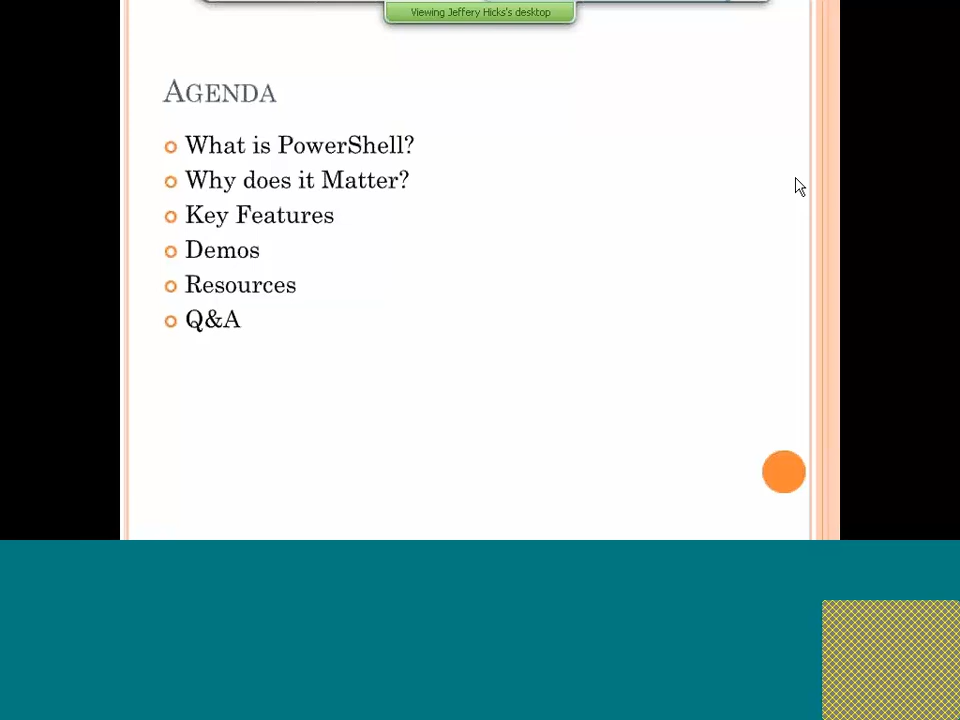 Viewing Jeffery Hicks's desktop
AGENDA
What is PowerShell?
Why does it Matter?
Key Features
Demos
Resources
Q&A